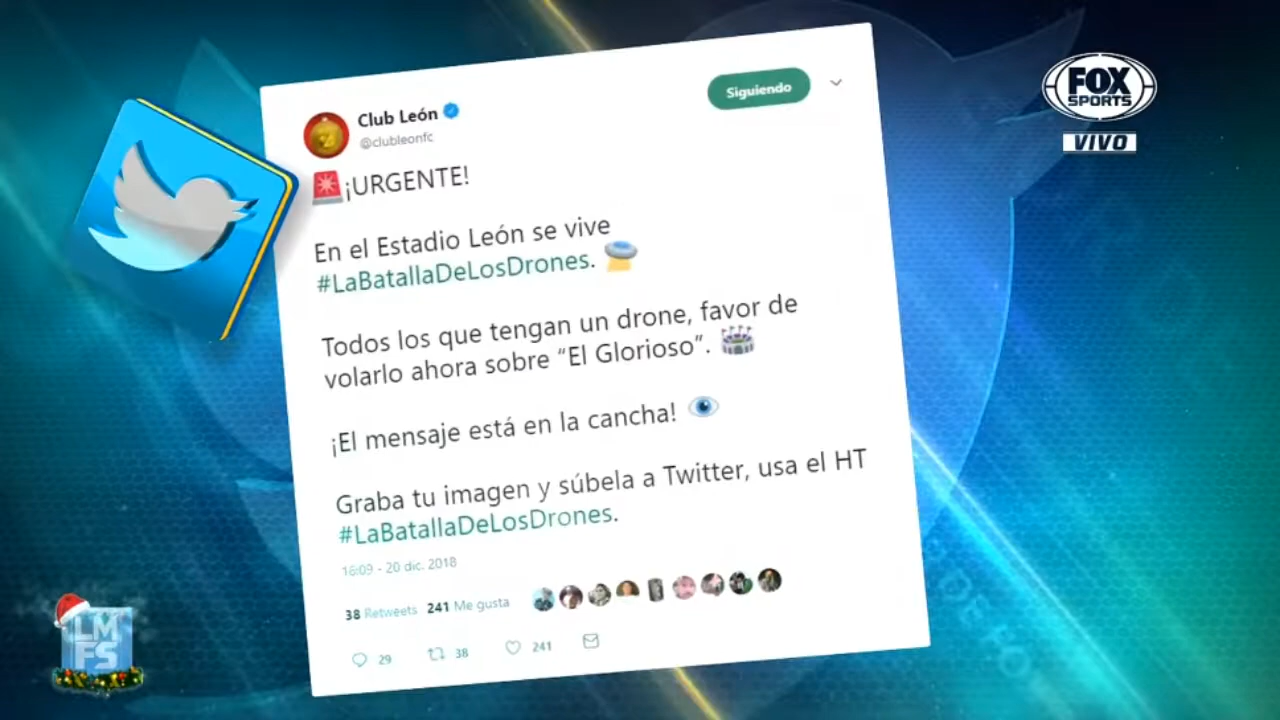 FOX
SPORTS
VIVO
Siguiendo
Club León
@clubleonfc
¡URGENTE!
En el Estadio León se vive
#LaBatallaDeLosDrones.
Todos los que tengan un drone, favor de
volarlo ahora sobre “El Glorioso”.
¡El mensaje está en la cancha!
Graba tu imagen y súbela a Twitter, usa el HT
#LaBatallaDeLosDrones.
16:09 - 20 dic. 2018
38 Retweets 241 Me gusta
29 38 241
LM
FS